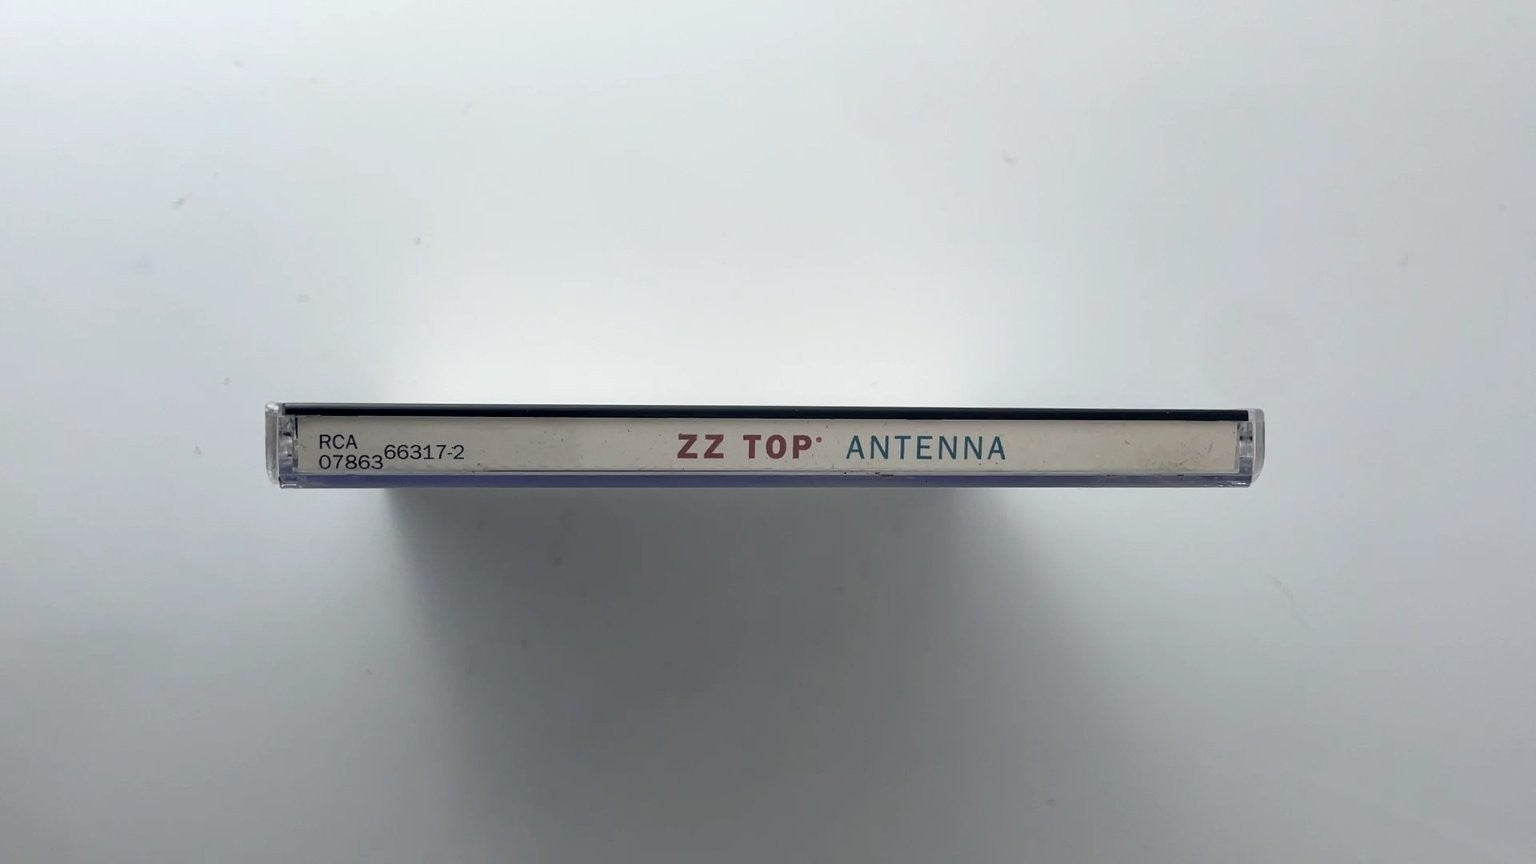 RCA
07863 66317-2
ZZ TOP® ANTENNA